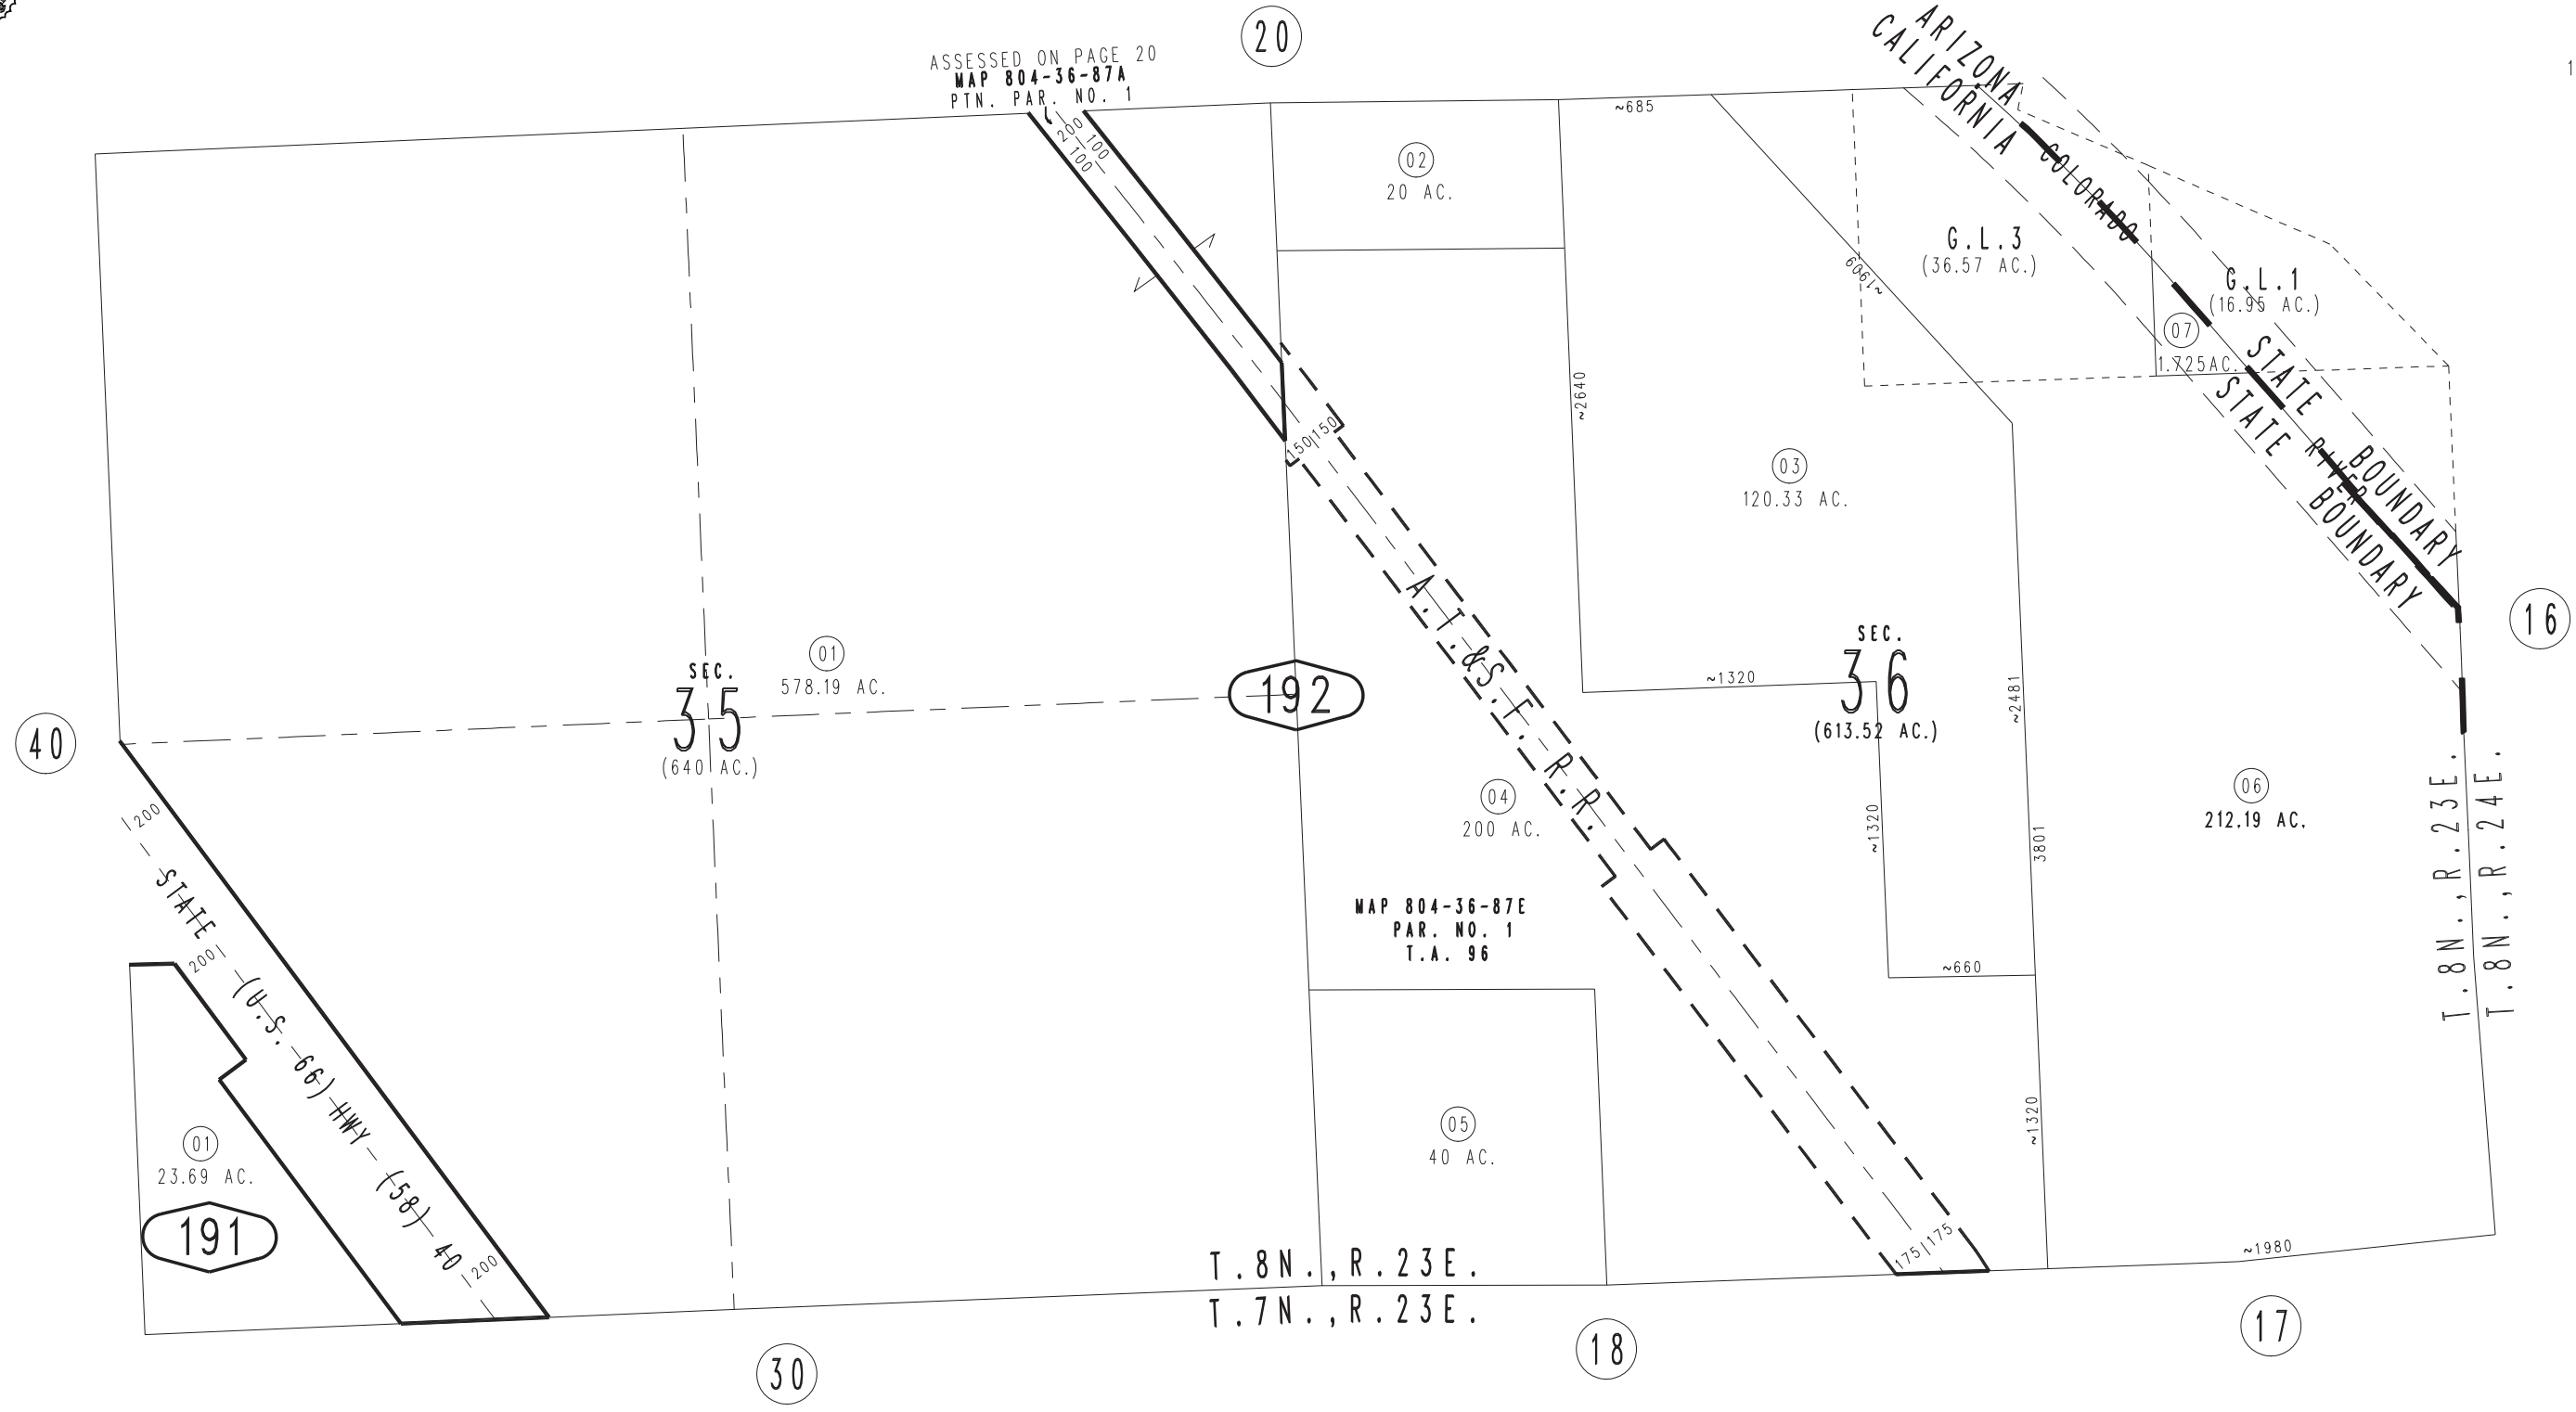 20
ASSESSED ON PAGE 20
MAP 804-36-87A
PTN. PAR. NO. 1
200
100
100
ARIZONA
CALIFORNIA
1
~685
02
20 AC.
COLORADO
G.L.3
(36.57 AC.)
~1909
G.L.1
(16.95 AC.)
07
1.725AC.
STATE BOUNDARY
STATE BOUNDARY
RIVER
~2640
150
150
03
120.33 AC.
A.T.&S.F. R.R.
16
SEC.
36
(613.52 AC.)
01
578.19 AC.
SEC.
35
(640 AC.)
192
~1320
~2481
40
04
200 AC.
06
212.19 AC.
~1320
3801
T.8N.,R.23E.
T.8N.,R.24E.
200
STATE (U.S. 66) HWY (58) 40
200
MAP 804-36-87E
PAR. NO. 1
T.A. 96
~660
05
40 AC.
~1320
01
23.69 AC.
191
200
175
175
~1980
T.8N.,R.23E.
T.7N.,R.23E.
30
18
17